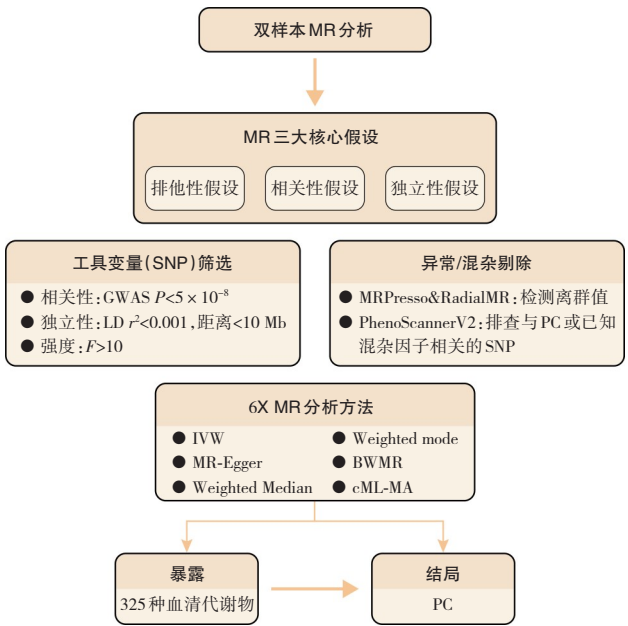 双样本MR分析
MR三大核心假设
排他性假设
相关性假设
独立性假设
工具变量(SNP)筛选
● 相关性:GWAS P<5×10⁻⁸
● 独立性:LD r²<0.001,距离<10 Mb
● 强度:F>10
异常/混杂剔除
● MRPresso&RadialMR:检测离群值
● PhenoScannerV2:排查与PC或已知
混杂因子相关的SNP
6X MR分析方法
● IVW
● MR-Egger
● Weighted Median
● Weighted mode
● BWMR
● cML-MA
暴露
325种血清代谢物
结局
PC